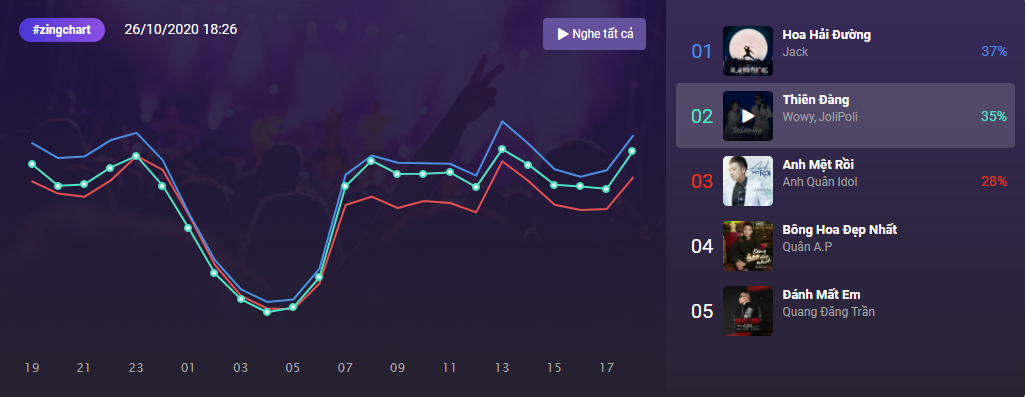 #zingchart 26/10/2020 18:26 Nghe tất cả
01 Hoa Hải Đường 37%
Jack
02 Thiên Đàng 35%
Wowy, JoliPoli
03 Anh Mệt Rồi 28%
Anh Quân Idol
04 Bông Hoa Đẹp Nhất
Quân A.P
05 Đánh Mất Em
Quang Đăng Trần
19 21 23 01 03 05 07 09 11 13 15 17